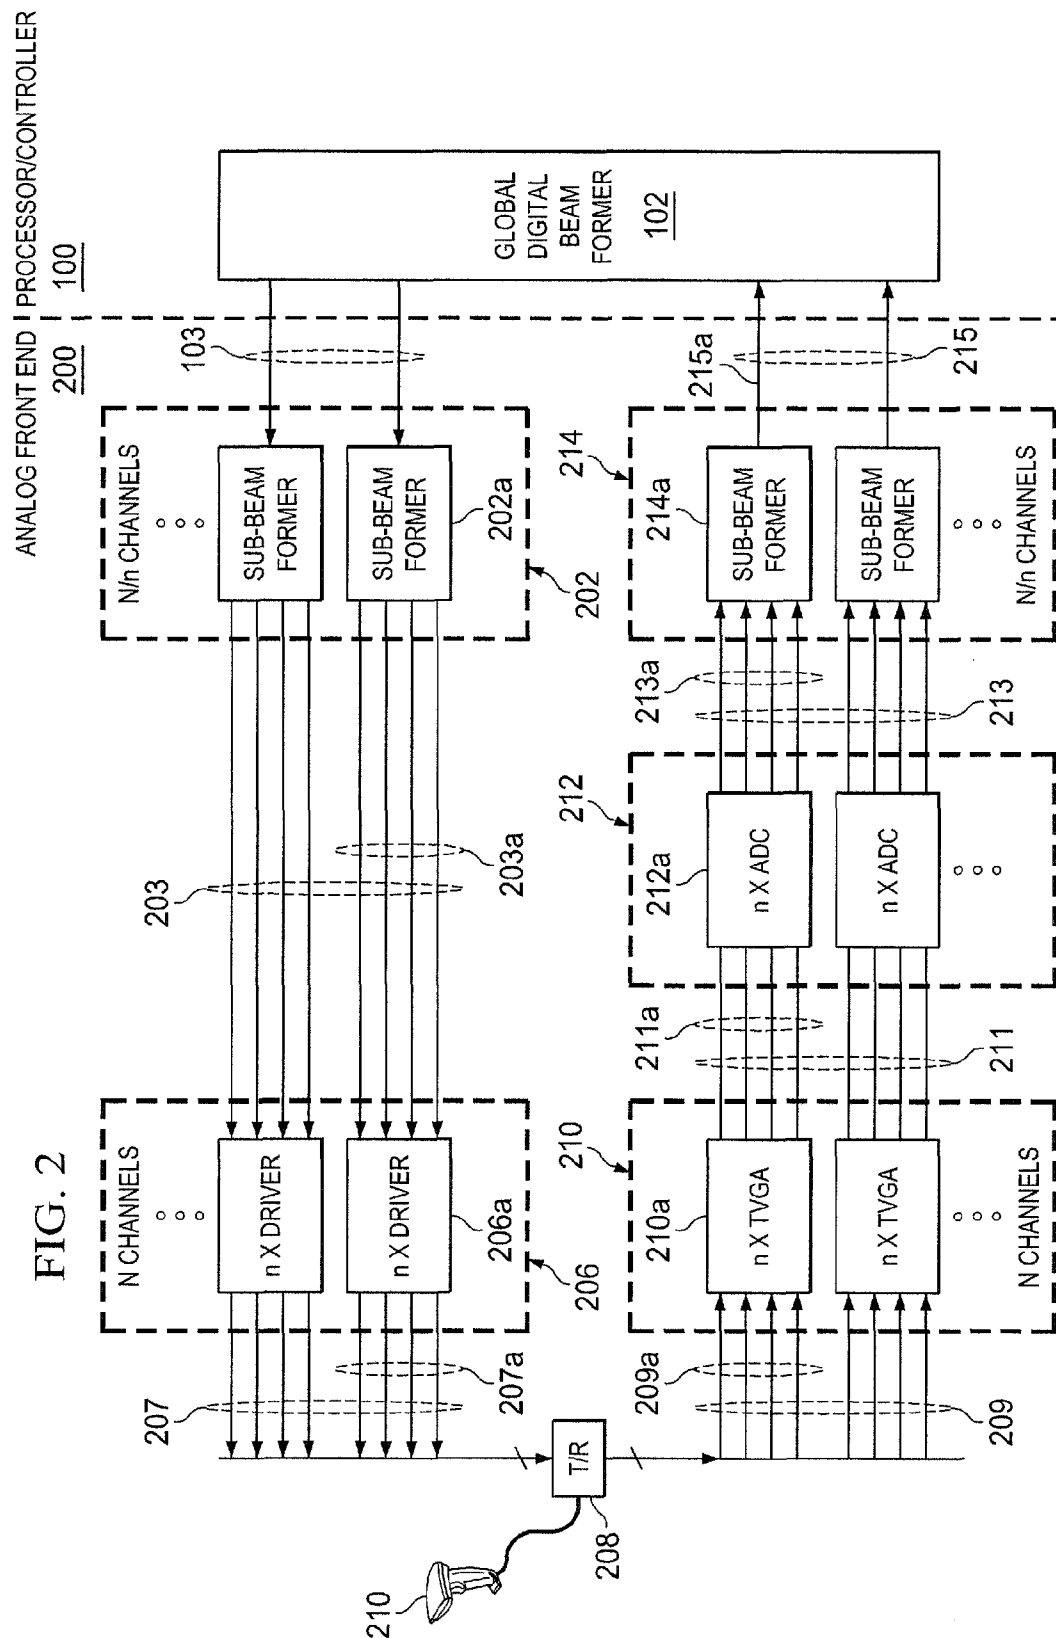 FIG. 2
ANALOG FRONT END
200
PROCESSOR/CONTROLLER
100
N CHANNELS
n X DRIVER
n X DRIVER
206a
206
207
207a
203
203a
N/n CHANNELS
SUB-BEAM
FORMER
SUB-BEAM
FORMER
202a
202
103
GLOBAL
DIGITAL
BEAM
FORMER
102
210
T/R
208
209a
209
210
210a
n X TVGA
n X TVGA
N CHANNELS
211a
211
212
212a
n X ADC
n X ADC
213a
213
214
214a
SUB-BEAM
FORMER
SUB-BEAM
FORMER
N/n CHANNELS
215a
215